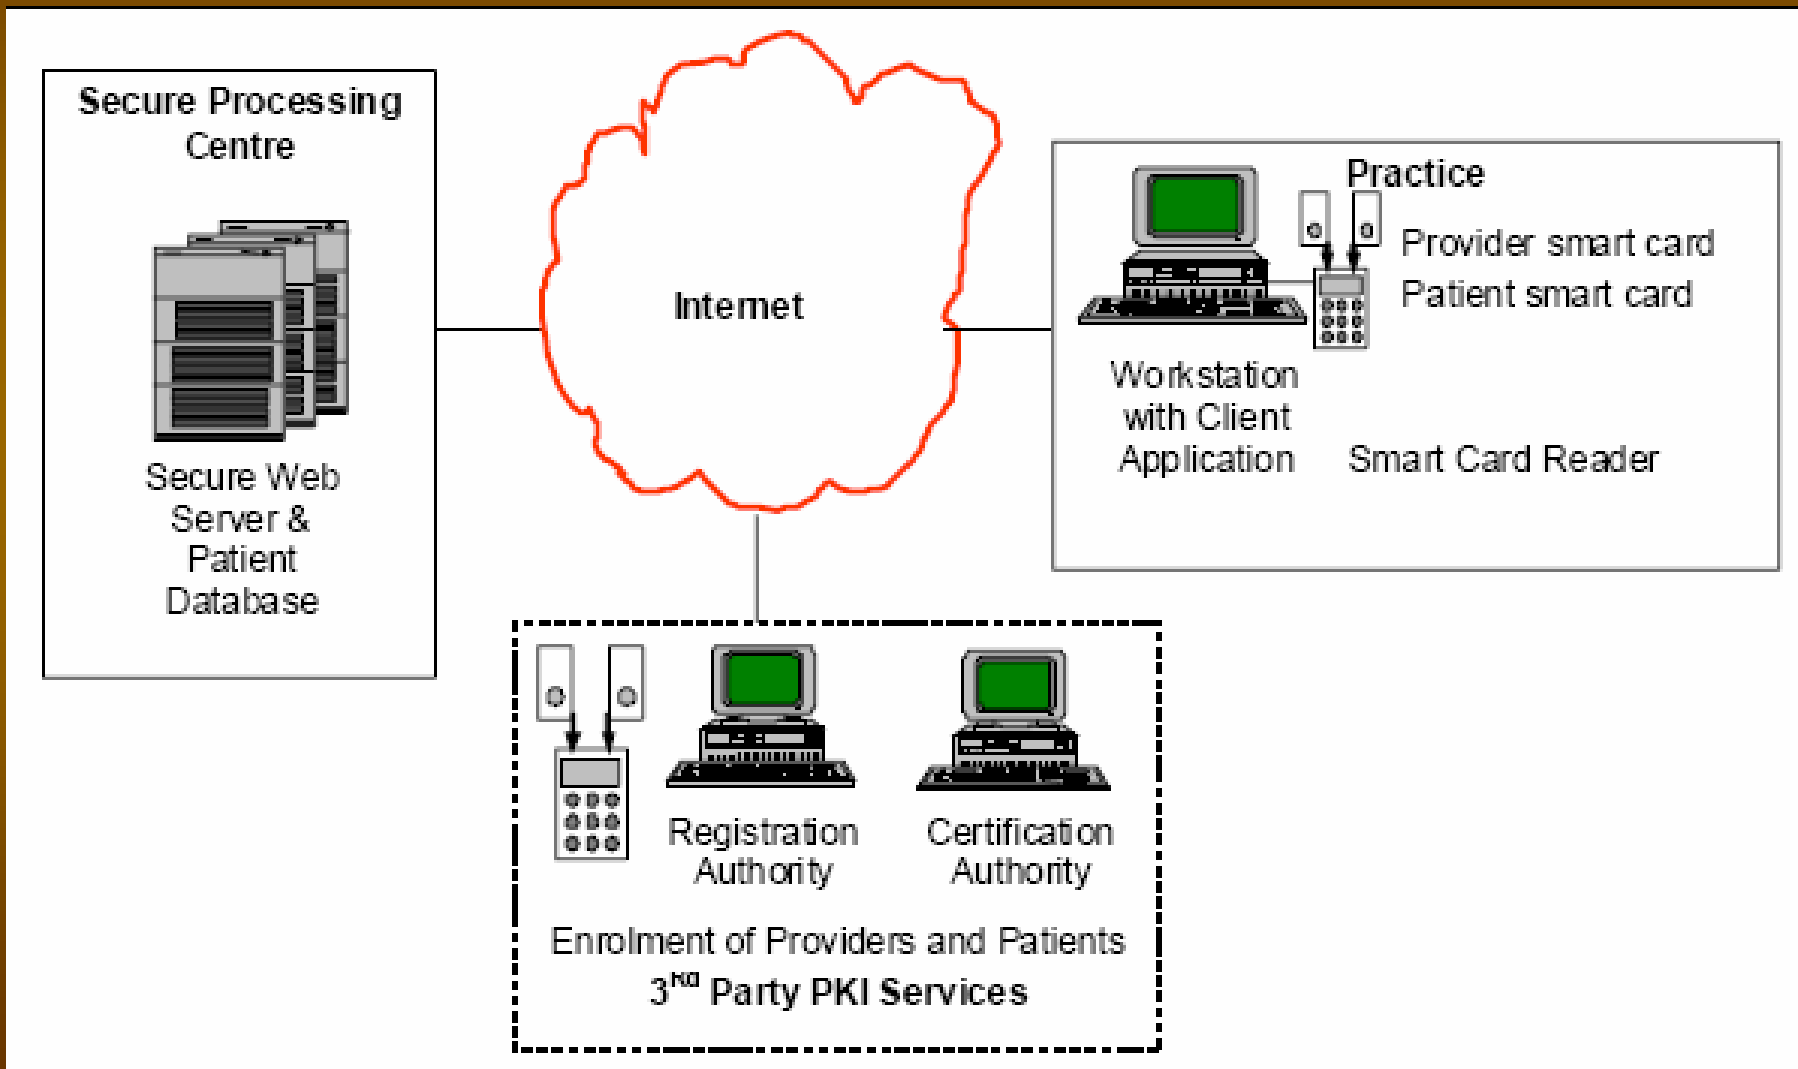 Secure Processing
Centre
Secure Web
Server &
Patient
Database
Internet
Practice
Provider smart card
Patient smart card
Workstation
with Client
Application
Smart Card Reader
Registration
Authority
Certification
Authority
Enrolment of Providers and Patients
3Rd Party PKI Services